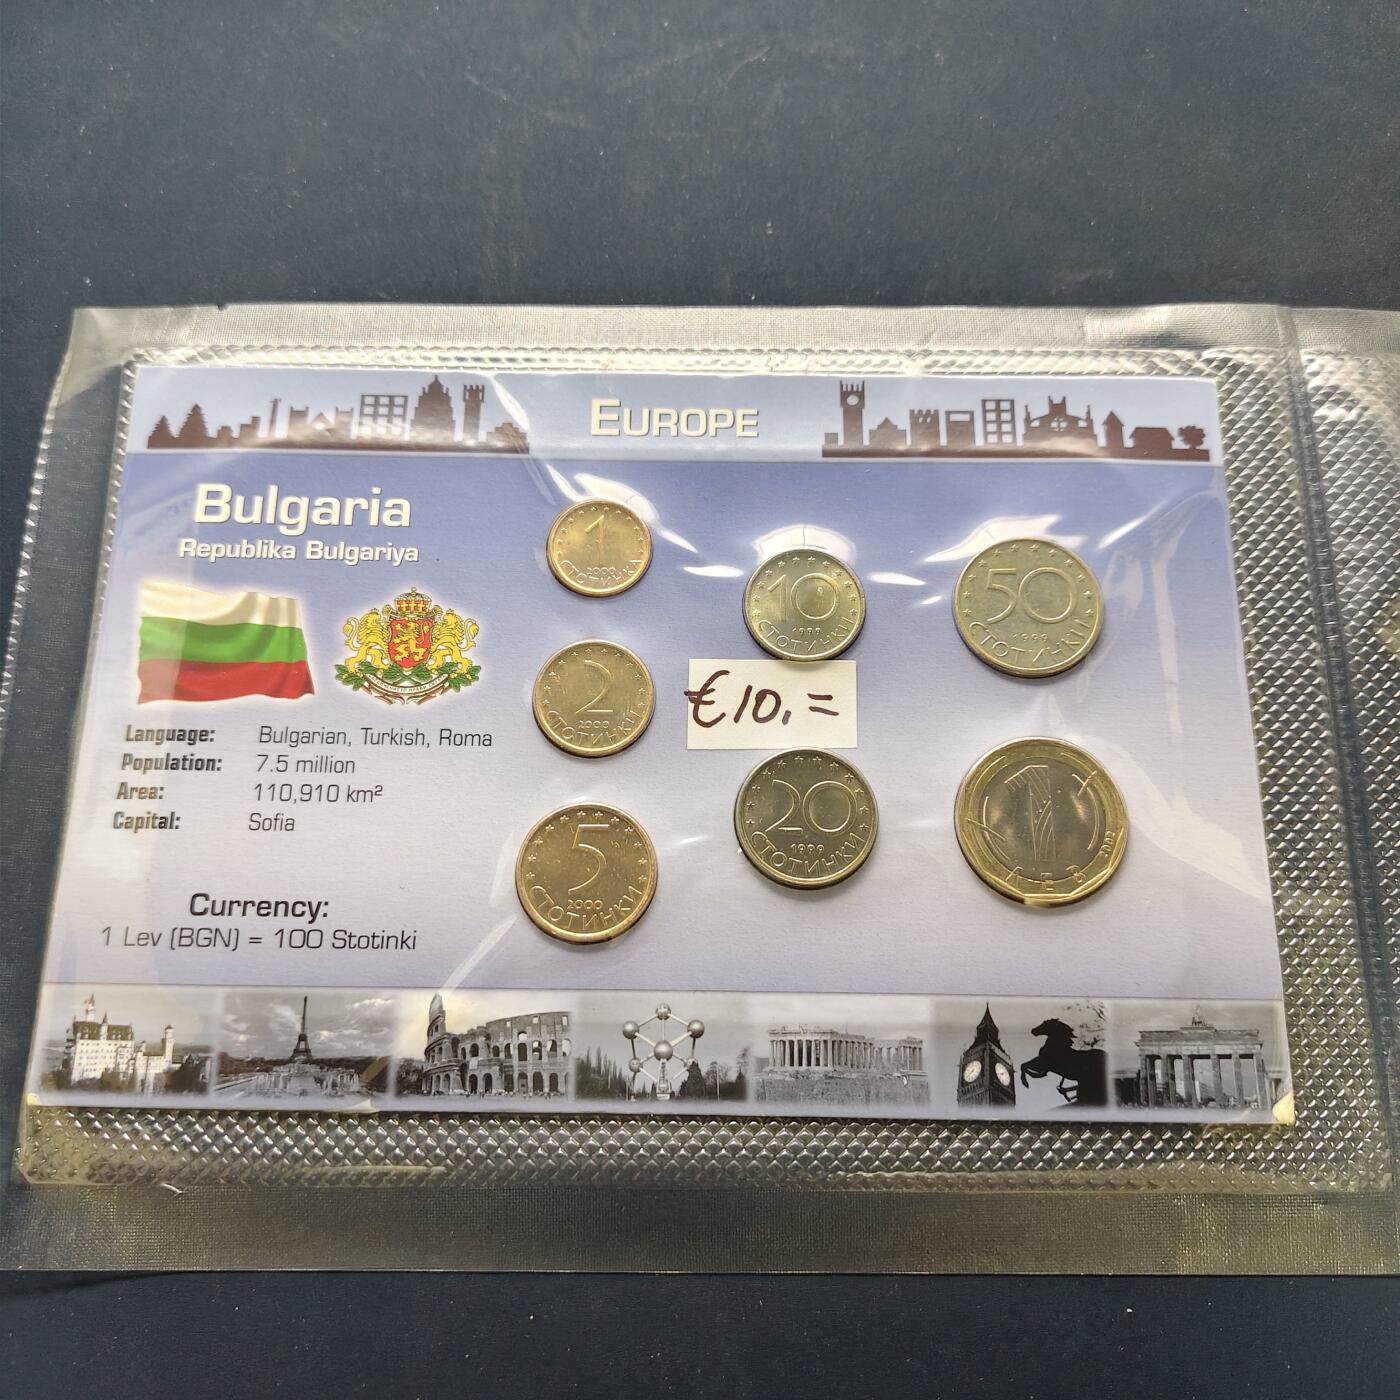 EUROPE
Bulgaria
Republika Bulgariya
Language: Bulgarian, Turkish, Roma
Population: 7.5 million
Area: 110,910 km²
Capital: Sofia
Currency:
1 Lev (BGN) = 100 Stotinki
1
2000
СТОТИНКА
2
2000
СТОТИНКИ
5
2000
СТОТИНКИ
10
1999
СТОТИНКИ
€10.=
20
1999
СТОТИНКИ
50
1999
СТОТИНКИ
1
ЛЕВ
2002